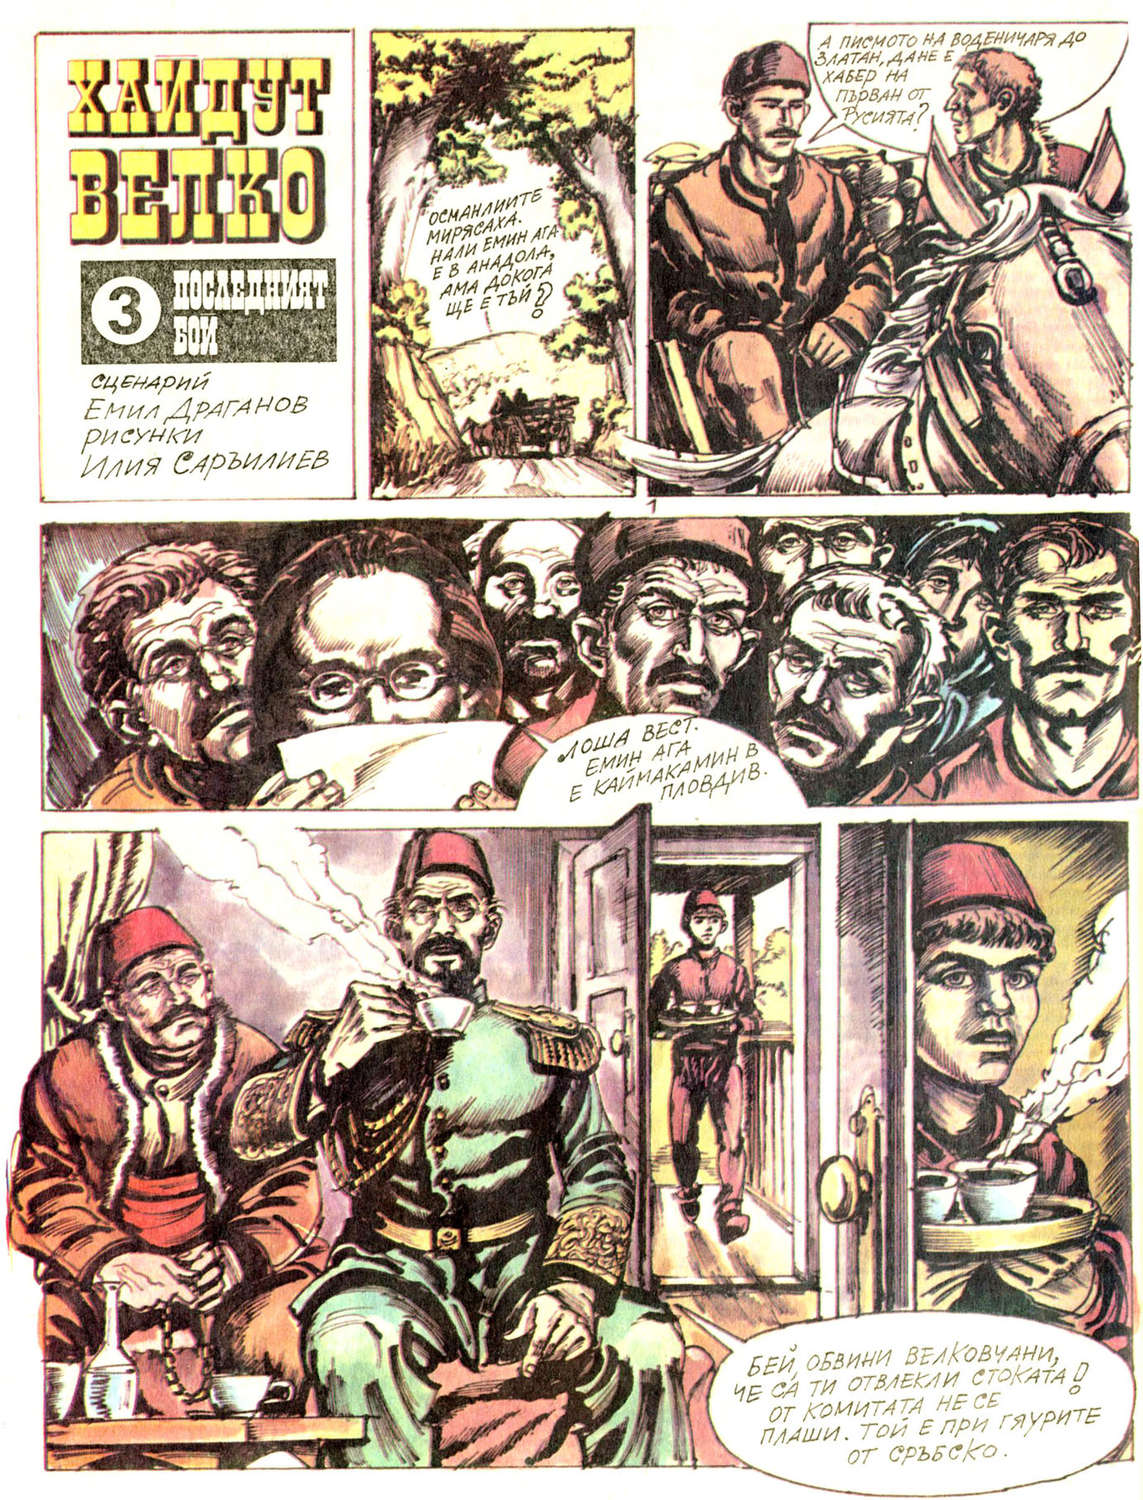 ХАЙДУТ
ВЕЛКО
3 ПОСЛЕДНИЯТ
БОЙ
СЦЕНАРИЙ
ЕМИЛ ДРАГАНОВ
РИСУНКИ
ИЛИЯ САРЪИЛИЕВ
ОСМАНЛИИТЕ
МИРЯСАХА.
НАЛИ ЕМИН АГА
Е В АНАДОЛА,
АМА ДОКОГА
ЩЕ Е ТЪЙ?
А ПИСМОТО НА ВОДЕНИЧАРЯ ДО
ЗЛАТАН, ДАНЕ Е
ХАБЕР НА
ПЪРВАН ОТ
РУСИЯТА?
ЛОША ВЕСТ.
ЕМИН АГА
Е КАЙМАКАМИН В
ПЛОВДИВ.
БЕЙ, ОБВИНИ ВЕЛКОВЧАНИ,
ЧЕ СА ТИ ОТВЛЕКЛИ СТОКАТА!
ОТ КОМИТАТА НЕ СЕ
ПЛАШИ. ТОЙ Е ПРИ ГЯУРИТЕ
ОТ СРЪБСКО.